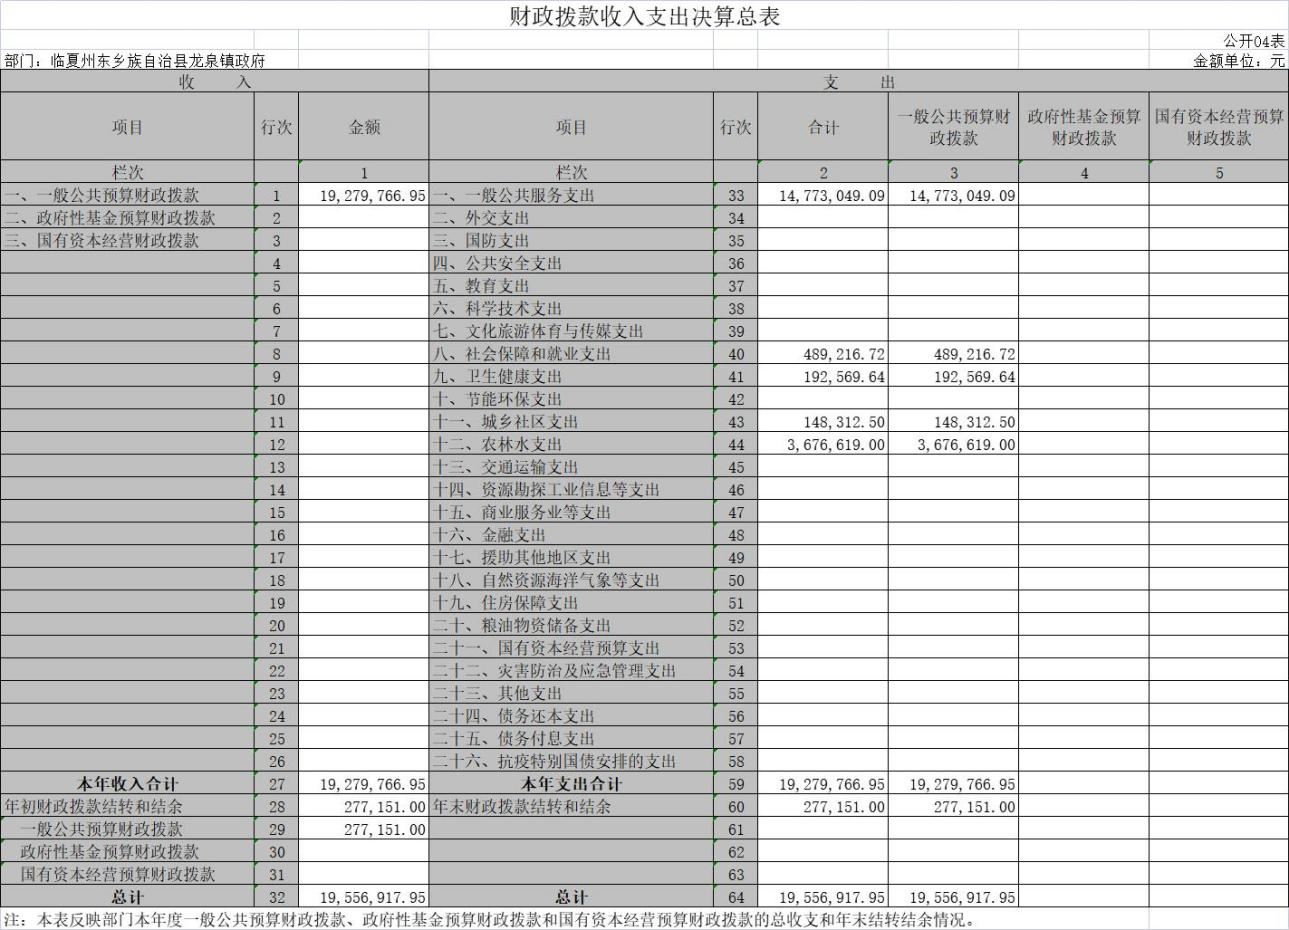 财政拨款收入支出决算总表
公开04表
部门：临夏州东乡族自治县龙泉镇政府 金额单位：元
收 入 支 出
项目 行次 金额 项目 行次 合计 一般公共预算财政拨款 政府性基金预算财政拨款 国有资本经营预算财政拨款
栏次 1 栏次 2 3 4 5
一、一般公共预算财政拨款 1 19,279,766.95 一、一般公共服务支出 33 14,773,049.09 14,773,049.09
二、政府性基金预算财政拨款 2 二、外交支出 34
三、国有资本经营财政拨款 3 三、国防支出 35
4 四、公共安全支出 36
5 五、教育支出 37
6 六、科学技术支出 38
7 七、文化旅游体育与传媒支出 39
8 八、社会保障和就业支出 40 489,216.72 489,216.72
9 九、卫生健康支出 41 192,569.64 192,569.64
10 十、节能环保支出 42
11 十一、城乡社区支出 43 148,312.50 148,312.50
12 十二、农林水支出 44 3,676,619.00 3,676,619.00
13 十三、交通运输支出 45
14 十四、资源勘探工业信息等支出 46
15 十五、商业服务业等支出 47
16 十六、金融支出 48
17 十七、援助其他地区支出 49
18 十八、自然资源海洋气象等支出 50
19 十九、住房保障支出 51
20 二十、粮油物资储备支出 52
21 二十一、国有资本经营预算支出 53
22 二十二、灾害防治及应急管理支出 54
23 二十三、其他支出 55
24 二十四、债务还本支出 56
25 二十五、债务付息支出 57
26 二十六、抗疫特别国债安排的支出 58
本年收入合计 27 19,279,766.95 本年支出合计 59 19,279,766.95 19,279,766.95
年初财政拨款结转和结余 28 277,151.00 年末财政拨款结转和结余 60 277,151.00 277,151.00
一般公共预算财政拨款 29 277,151.00 61
政府性基金预算财政拨款 30 62
国有资本经营预算财政拨款 31 63
总计 32 19,556,917.95 总计 64 19,556,917.95 19,556,917.95
注：本表反映部门本年度一般公共预算财政拨款、政府性基金预算财政拨款和国有资本经营预算财政拨款的总收支和年末结转结余情况。